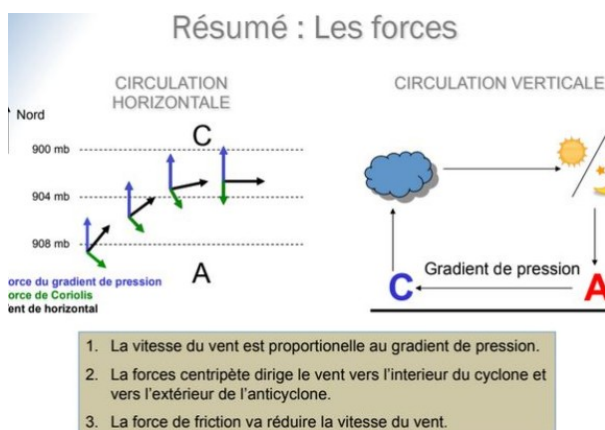 Résumé : Les forces
CIRCULATION
HORIZONTALE
CIRCULATION VERTICALE
Nord
C
900 mb
904 mb
908 mb
A
orce du gradient de pression
orce de Coriolis
ent de horizontal
Gradient de pression
C
A
1. La vitesse du vent est proportionelle au gradient de pression.
2. La forces centripète dirige le vent vers l'interieur du cyclone et
vers l'extérieur de l'anticyclone.
3. La force de friction va réduire la vitesse du vent.